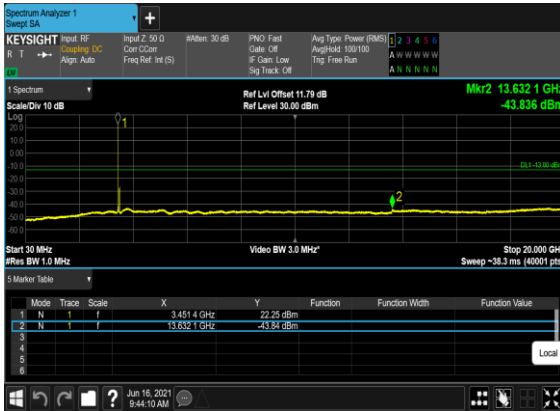 Spectrum Analyzer 1
Swept SA
KEYSIGHT
R T
Input: RF
Coupling: DC
Align: Auto
Input Z: 50 Ω
Corr CCorr
Freq Ref: Int (S)
#Atten: 30 dB
PNO: Fast
Gate: Off
IF Gain: Low
Sig Track: Off
Avg Type: Power (RMS)
Avg|Hold: 100/100
Trig: Free Run
1 2 3 4 5 6
A W W W W W
A N N N N N
1 Spectrum
Scale/Div 10 dB
Ref Lvl Offset 11.79 dB
Ref Level 30.00 dBm
Mkr2 13.632 1 GHz
-43.836 dBm
Log
20.0
10.0
0.00
-10.0
-20.0
-30.0
-40.0
-50.0
-60.0
1
DL1 -13.00 dBm
2
Start 30 MHz
#Res BW 1.0 MHz
Video BW 3.0 MHz*
Stop 20.000 GHz
Sweep ~38.3 ms (40001 pts)
5 Marker Table
Mode Trace Scale X Y Function Function Width Function Value
1 N 1 f 3.451 4 GHz 22.25 dBm
2 N 1 f 13.632 1 GHz -43.84 dBm
3
4
5
6
Local
?
Jun 16, 2021
9:44:10 AM